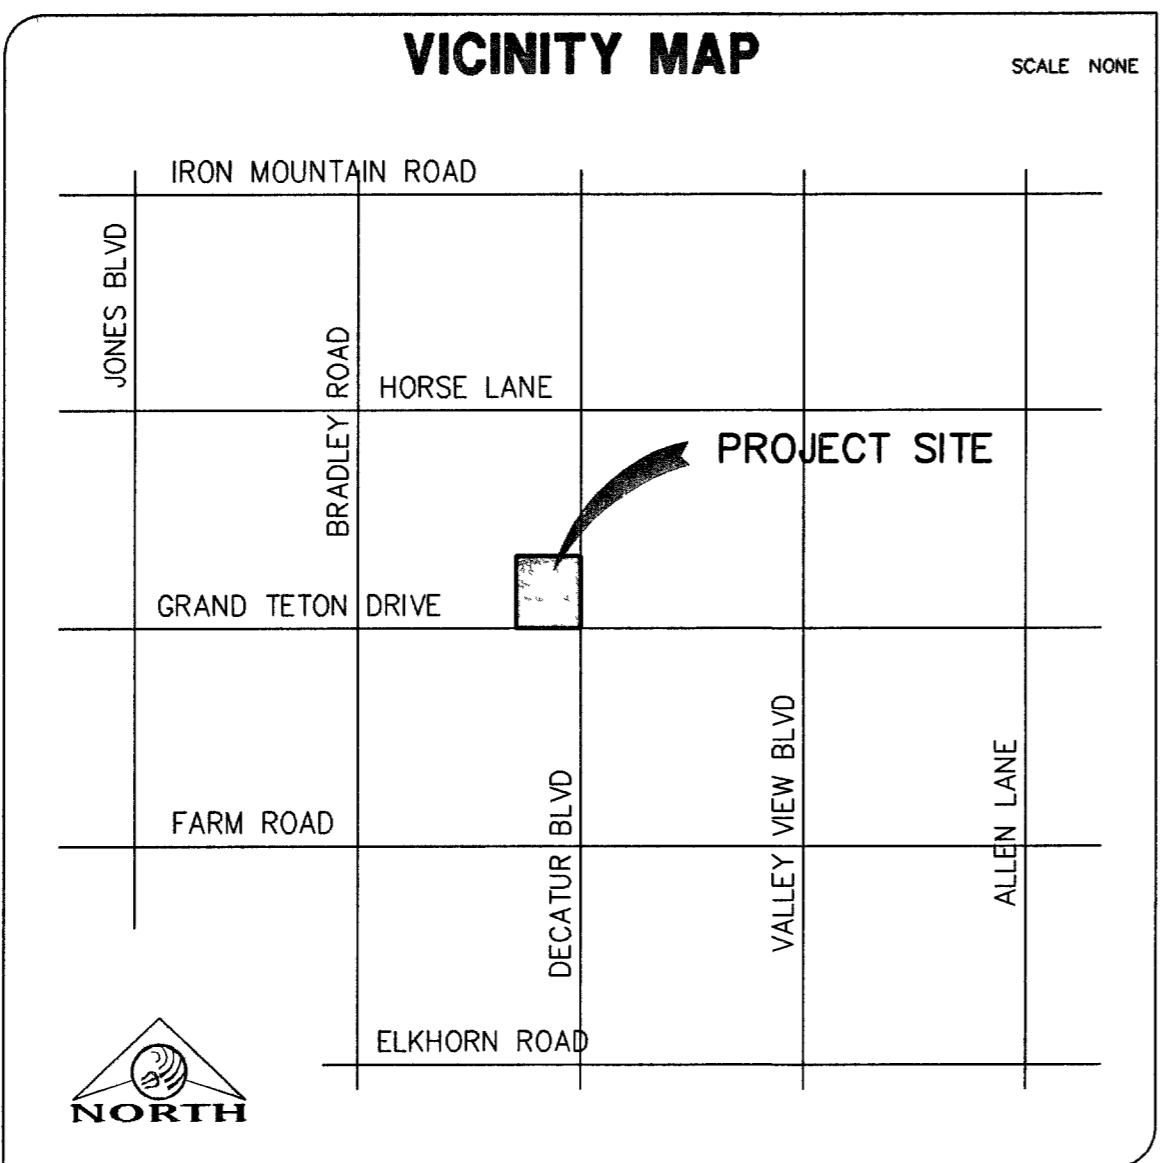 VICINITY MAP
SCALE NONE
IRON MOUNTAIN ROAD
JONES BLVD
BRADLEY ROAD
HORSE LANE
PROJECT SITE
GRAND TETON DRIVE
FARM ROAD
DECATUR BLVD
VALLEY VIEW BLVD
ALLEN LANE
ELKHORN ROAD
NORTH